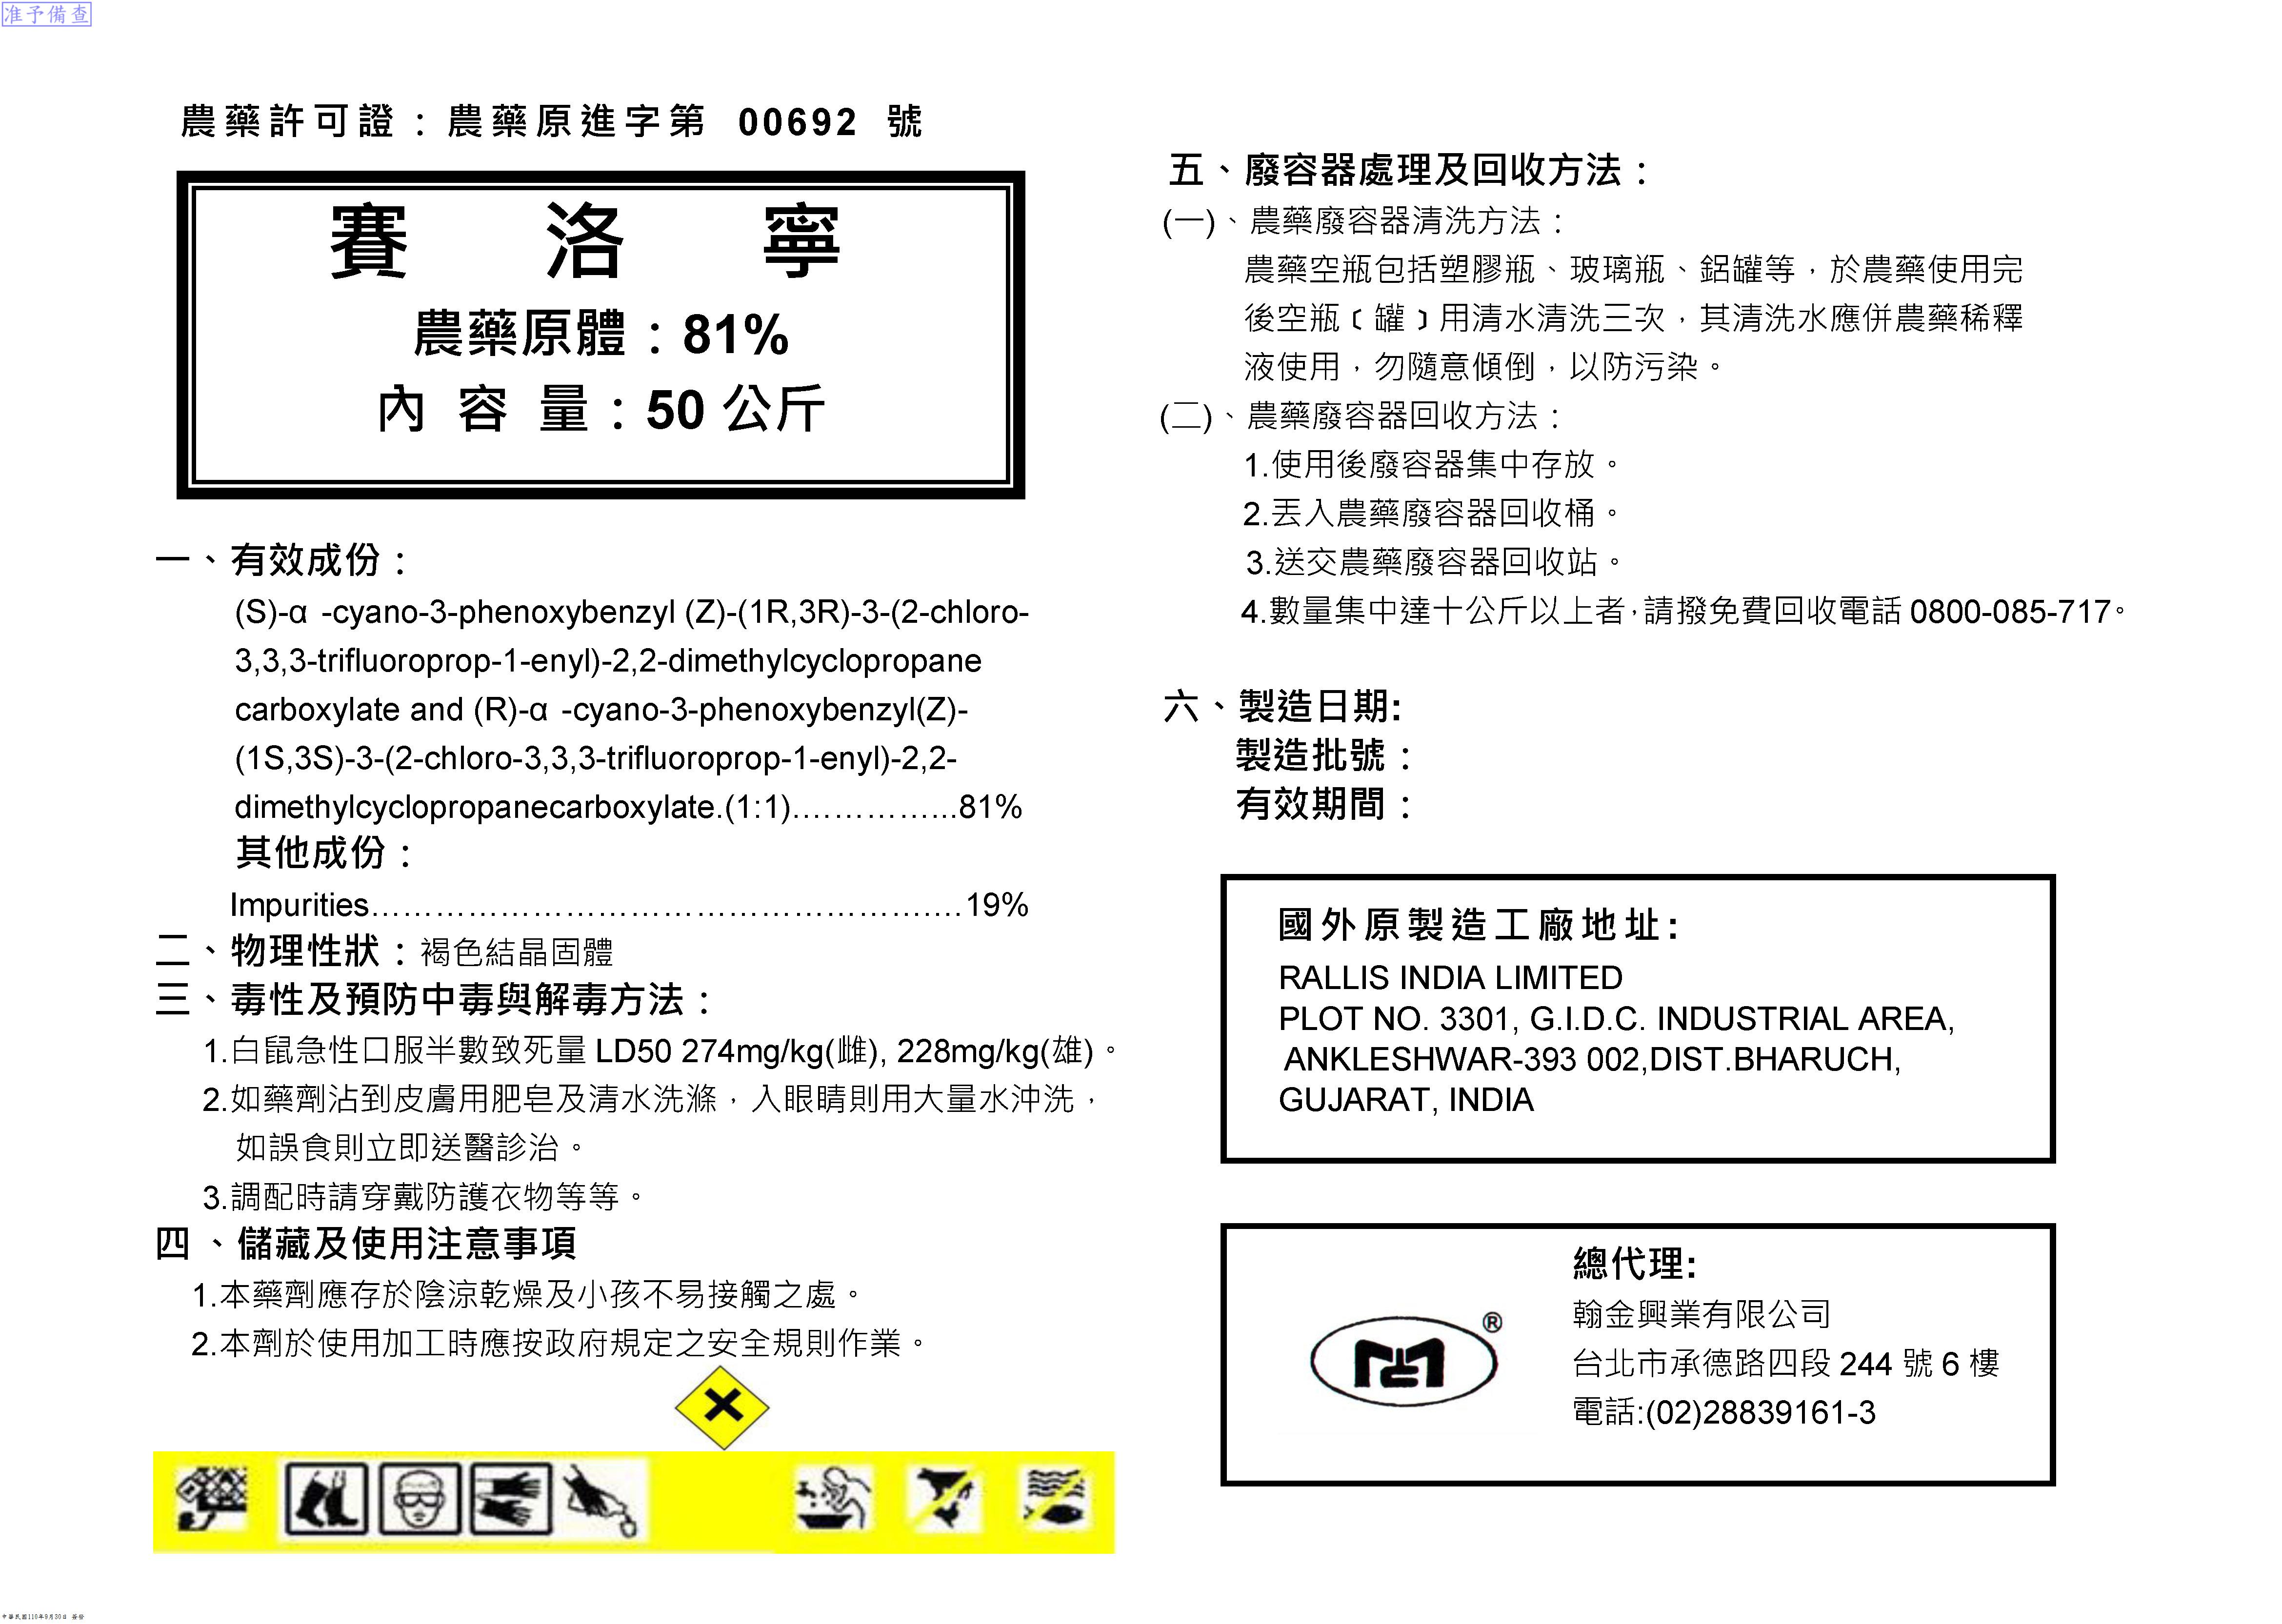 准予備查
農藥許可證：農藥原進字第 00692 號
賽洛寧
農藥原體：81%
內容量：50 公斤
一、有效成份：
(S)-α -cyano-3-phenoxybenzyl (Z)-(1R,3R)-3-(2-chloro-
3,3,3-trifluoroprop-1-enyl)-2,2-dimethylcyclopropane
carboxylate and (R)-α -cyano-3-phenoxybenzyl(Z)-
(1S,3S)-3-(2-chloro-3,3,3-trifluoroprop-1-enyl)-2,2-
dimethylcyclopropanecarboxylate.(1:1)……………..81%
其他成份：
Impurities……………………………………………….19%
二、物理性狀：褐色結晶固體
三、毒性及預防中毒與解毒方法：
1.白鼠急性口服半數致死量 LD50 274mg/kg(雌), 228mg/kg(雄)。
2.如藥劑沾到皮膚用肥皂及清水洗滌，入眼睛則用大量水沖洗，
如誤食則立即送醫診治。
3.調配時請穿戴防護衣物等等。
四、儲藏及使用注意事項
1.本藥劑應存於陰涼乾燥及小孩不易接觸之處。
2.本劑於使用加工時應按政府規定之安全規則作業。
五、廢容器處理及回收方法：
(一)、農藥廢容器清洗方法：
農藥空瓶包括塑膠瓶、玻璃瓶、鋁罐等，於農藥使用完
後空瓶﹝罐﹞用清水清洗三次，其清洗水應併農藥稀釋
液使用，勿隨意傾倒，以防污染。
(二)、農藥廢容器回收方法：
1.使用後廢容器集中存放。
2.丟入農藥廢容器回收桶。
3.送交農藥廢容器回收站。
4.數量集中達十公斤以上者，請撥免費回收電話 0800-085-717。
六、製造日期:
製造批號：
有效期間：
國外原製造工廠地址:
RALLIS INDIA LIMITED
PLOT NO. 3301, G.I.D.C. INDUSTRIAL AREA,
ANKLESHWAR-393 002,DIST.BHARUCH,
GUJARAT, INDIA
®
總代理:
翰金興業有限公司
台北市承德路四段 244 號 6 樓
電話:(02)28839161-3
中華民國110年9月30日